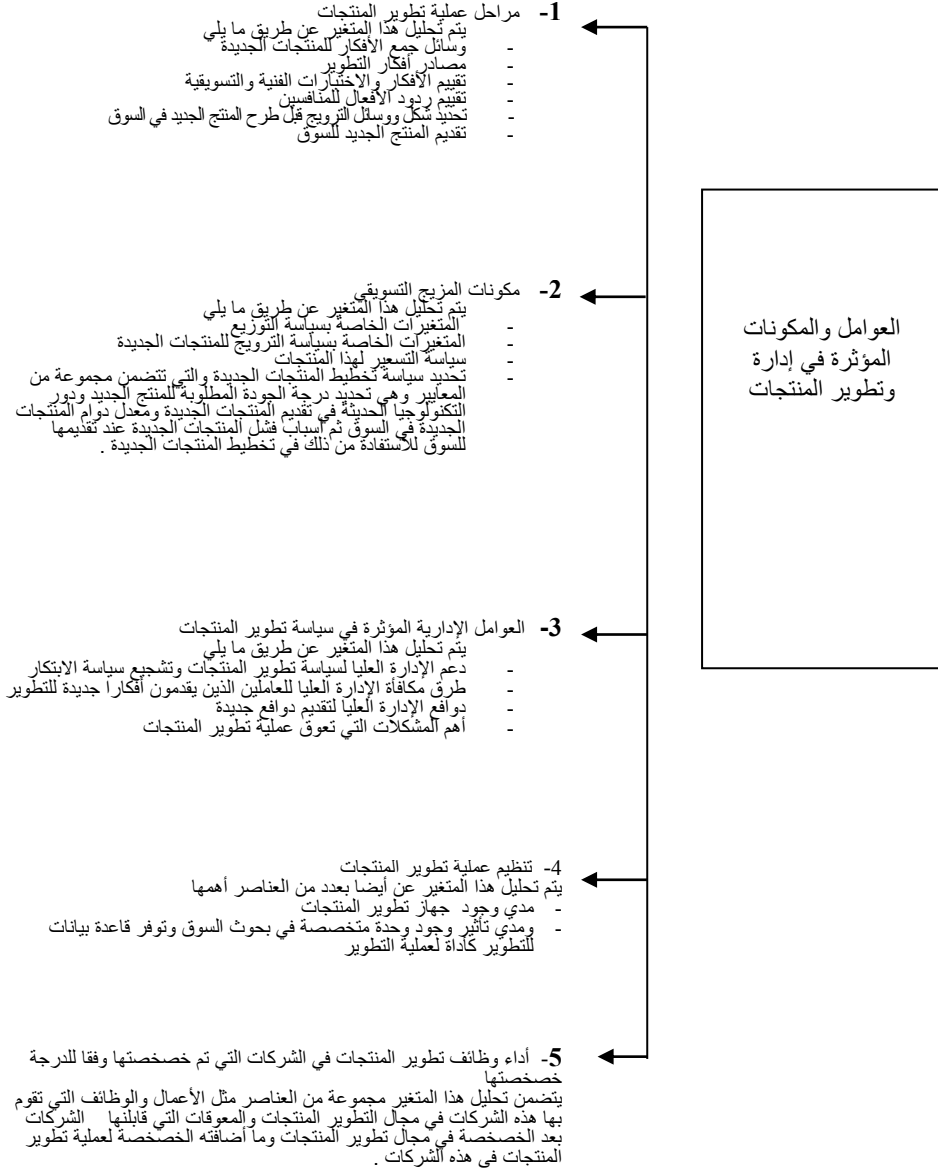 العوامل والمكونات
المؤثرة في إدارة
وتطوير المنتجات
1- مراحل عملية تطوير المنتجات
يتم تحليل هذا المتغير عن طريق ما يلي
- وسائل جمع الأفكار للمنتجات الجديدة
- مصادر أفكار التطوير
- تقييم الأفكار والاختبارات الفنية والتسويقية
- تقييم ردود الأفعال للمنافسين
- تحديد شكل ووسائل الترويج قبل طرح المنتج الجديد في السوق
- تقديم المنتج الجديد للسوق
2- مكونات المزيج التسويقي
يتم تحليل هذا المتغير عن طريق ما يلي
- المتغيرات الخاصة بسياسة التوزيع
- المتغيرات الخاصة بسياسة الترويج للمنتجات الجديدة
- سياسة التسعير لهذا المنتجات
- تحديد سياسة تخطيط المنتجات الجديدة والتي تتضمن مجموعة من
المعايير وهي تحديد درجة الجودة المطلوبة للمنتج الجديد ودور
التكنولوجيا الحديثة في تقديم المنتجات الجديدة ومعدل دوام المنتجات
الجديدة في السوق ثم أسباب فشل المنتجات الجديدة عند تقديمها
للسوق للاستفادة من ذلك في تخطيط المنتجات الجديدة .
3- العوامل الإدارية المؤثرة في سياسة تطوير المنتجات
يتم تحليل هذا المتغير عن طريق ما يلي
- دعم الإدارة العليا لسياسة تطوير المنتجات وتشجيع سياسة الابتكار
- طرق مكافأة الإدارة العليا للعاملين الذين يقدمون أفكارا جديدة للتطوير
- دوافع الإدارة العليا لتقديم دوافع جديدة
- أهم المشكلات التي تعوق عملية تطوير المنتجات
4- تنظيم عملية تطوير المنتجات
يتم تحليل هذا المتغير عن أيضا بعدد من العناصر أهمها
- مدي وجود جهاز تطوير المنتجات
- ومدي تأثير وجود وحدة متخصصة في بحوث السوق وتوفر قاعدة بيانات
للتطوير كأداة لعملية التطوير
5- أداء وظائف تطوير المنتجات في الشركات التي تم خصخصتها وفقا للدرجة
خصخصتها
يتضمن تحليل هذا المتغير مجموعة من العناصر مثل الأعمال والوظائف التي تقوم
بها هذه الشركات في مجال التطوير المنتجات والمعوقات التي قابلتها الشركات
بعد الخصخصة في مجال تطوير المنتجات وما أضافته الخصخصة لعملية تطوير
المنتجات في هذه الشركات .